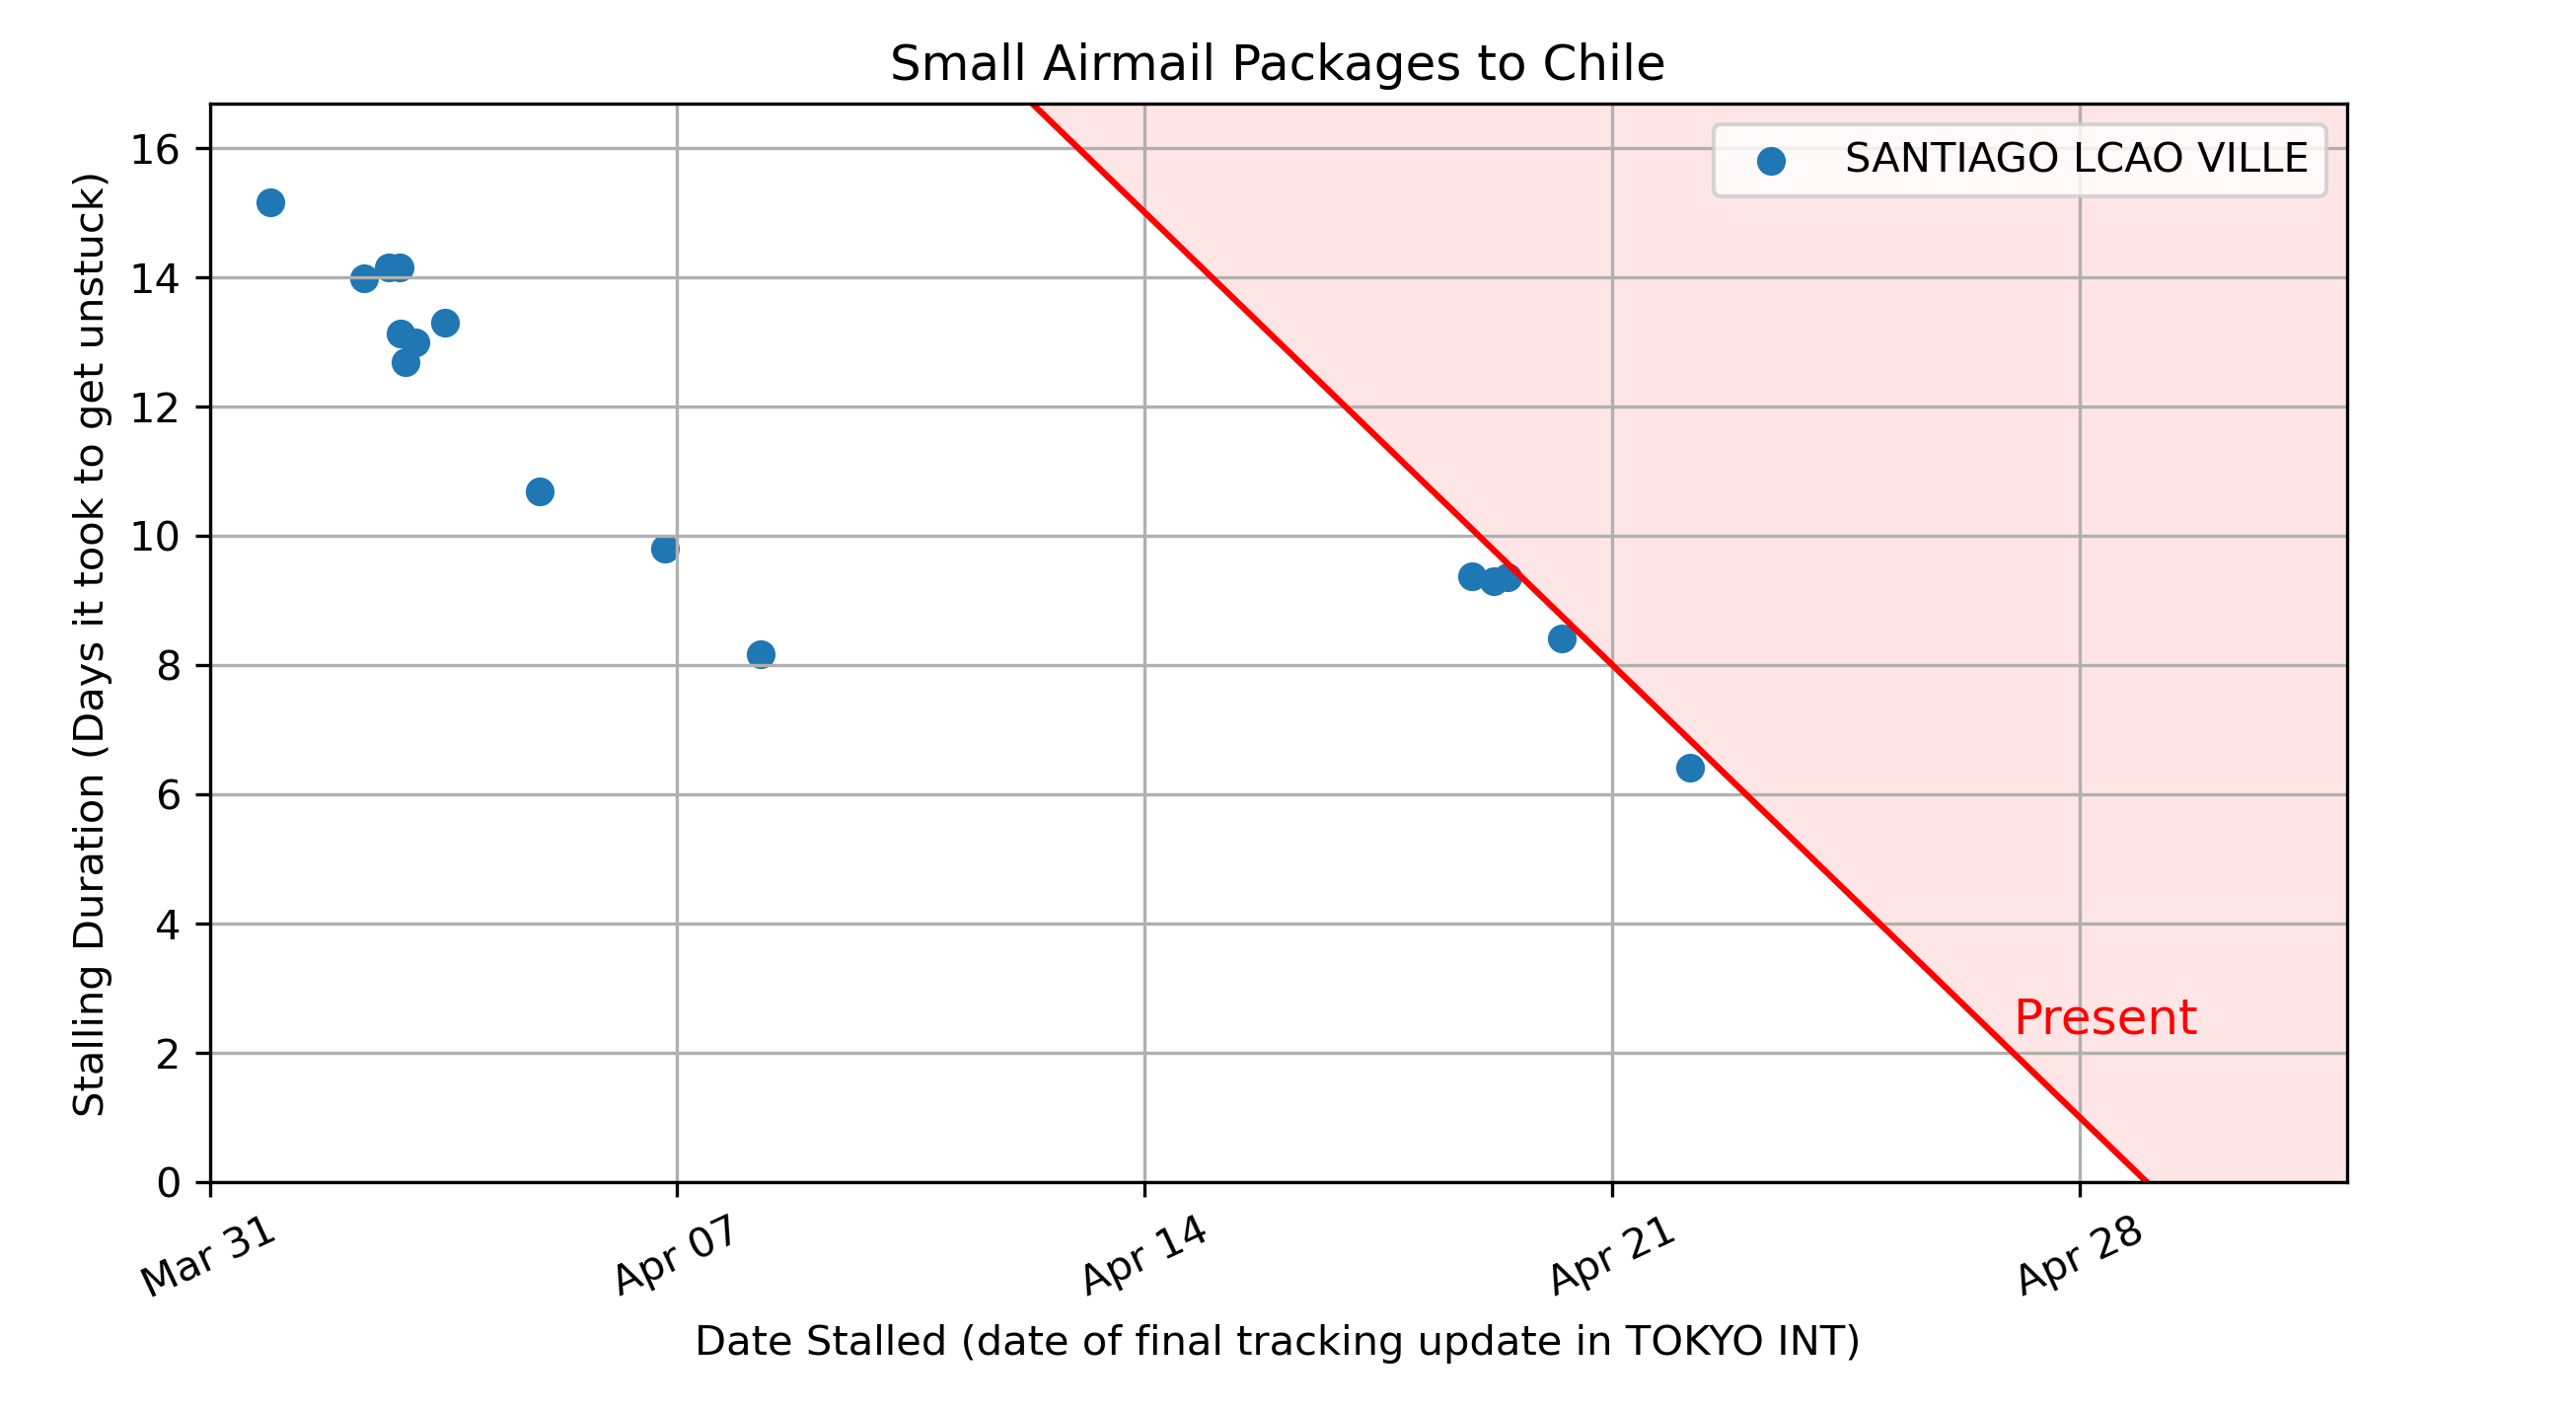 Small Airmail Packages to Chile
SANTIAGO LCAO VILLE
Stalling Duration (Days it took to get unstuck)
16
14
12
10
8
6
4
2
0
Present
Mar 31
Apr 07
Apr 14
Apr 21
Apr 28
Date Stalled (date of final tracking update in TOKYO INT)